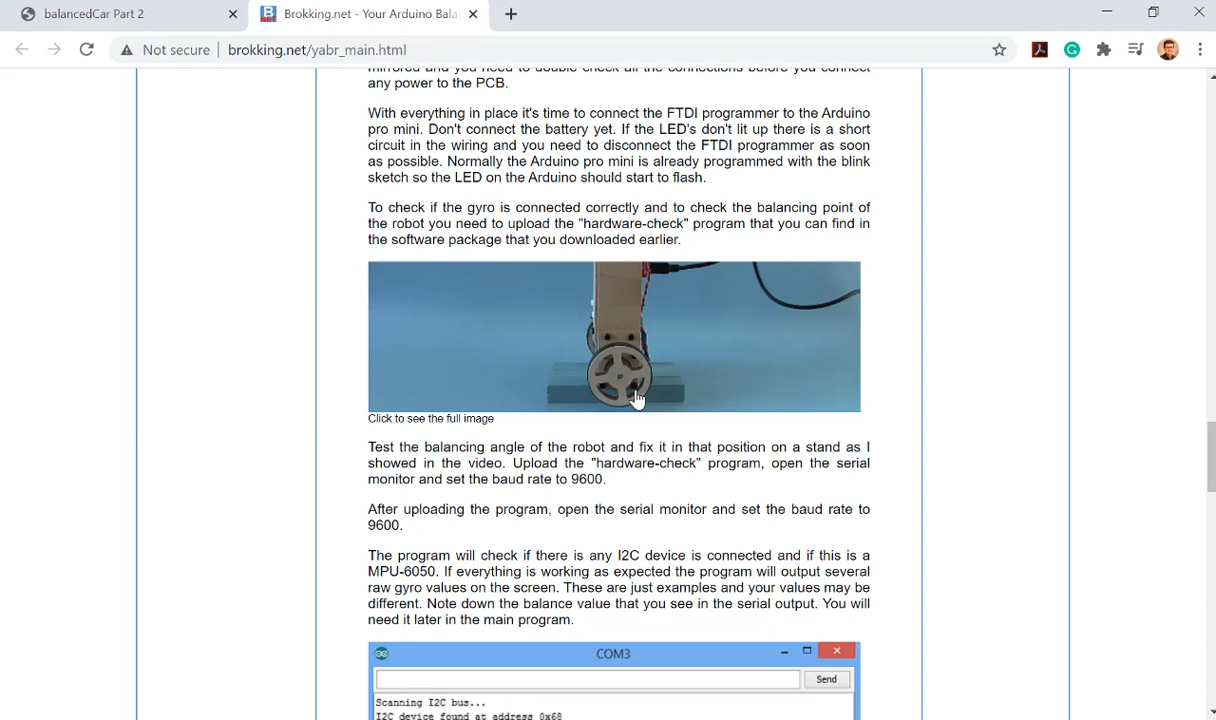 balancedCar Part 2
Brokking.net - Your Arduino Bala
Not secure | brokking.net/yabr_main.html
mirrored and you need to double check all the connections before you connect
any power to the PCB.
With everything in place it's time to connect the FTDI programmer to the Arduino
pro mini. Don't connect the battery yet. If the LED's don't lit up there is a short
circuit in the wiring and you need to disconnect the FTDI programmer as soon
as possible. Normally the Arduino pro mini is already programmed with the blink
sketch so the LED on the Arduino should start to flash.
To check if the gyro is connected correctly and to check the balancing point of
the robot you need to upload the "hardware-check" program that you can find in
the software package that you downloaded earlier.
Click to see the full image
Test the balancing angle of the robot and fix it in that position on a stand as I
showed in the video. Upload the "hardware-check" program, open the serial
monitor and set the baud rate to 9600.
After uploading the program, open the serial monitor and set the baud rate to
9600.
The program will check if there is any I2C device is connected and if this is a
MPU-6050. If everything is working as expected the program will output several
raw gyro values on the screen. These are just examples and your values may be
different. Note down the balance value that you see in the serial output. You will
need it later in the main program.
COM3
Send
Scanning I2C bus...
I2C device found at address 0x68